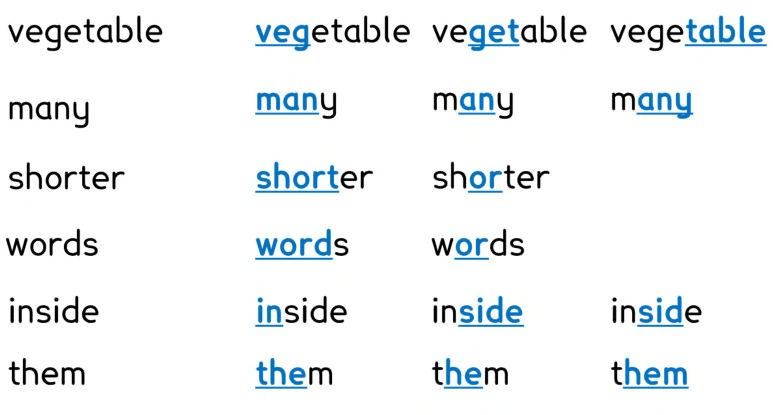 vegetable vegetable vegetable vegetable
many many many many
shorter shorter shorter
words words words
inside inside inside inside
them them them them